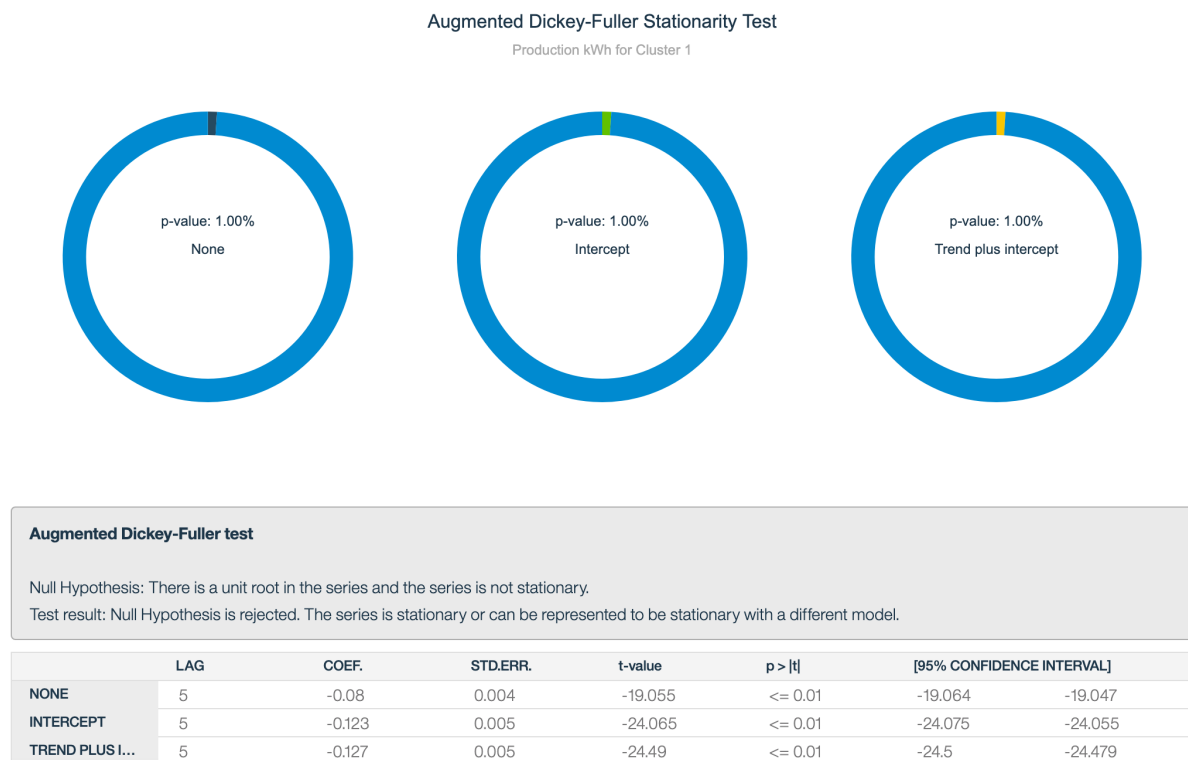 Augmented Dickey-Fuller Stationarity Test
Production kWh for Cluster 1
p-value: 1.00% p-value: 1.00% p-value: 1.00%
None Intercept Trend plus intercept
Augmented Dickey-Fuller test
Null Hypothesis: There is a unit root in the series and the series is not stationary.
Test result: Null Hypothesis is rejected. The series is stationary or can be represented to be stationary with a different model.
LAG COEF. STD.ERR. t-value p > |t| [95% CONFIDENCE INTERVAL]
NONE 5 -0.08 0.004 -19.055 <= 0.01 -19.064 -19.047
INTERCEPT 5 -0.123 0.005 -24.065 <= 0.01 -24.075 -24.055
TREND PLUS I... 5 -0.127 0.005 -24.49 <= 0.01 -24.5 -24.479